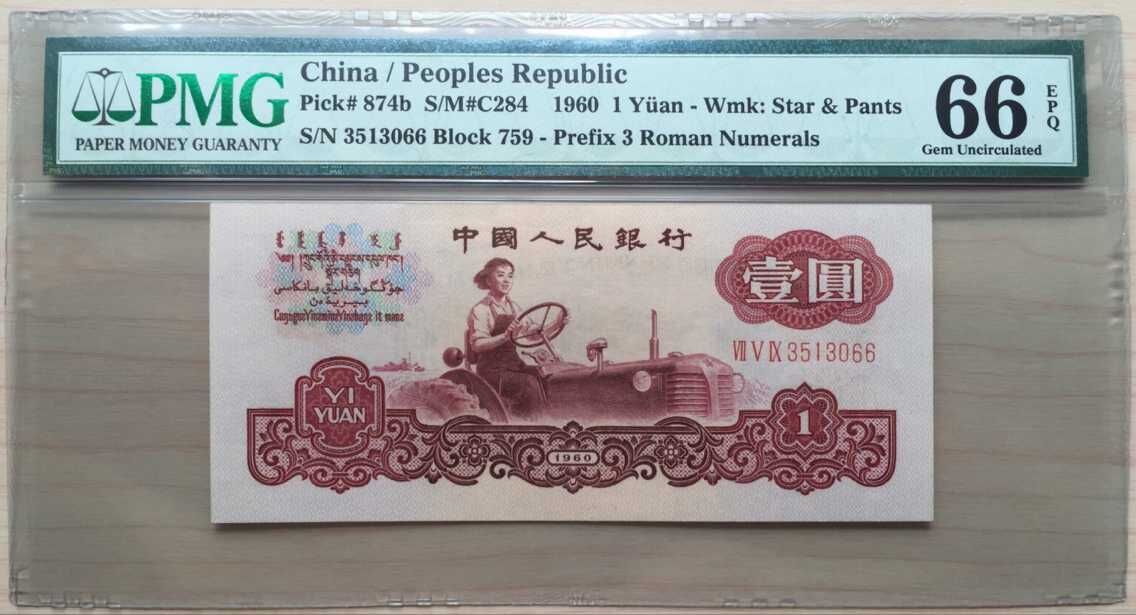 PMG
PAPER MONEY GUARANTY
China / Peoples Republic
Pick# 874b S/M#C284 1960 1 Yüan - Wmk: Star & Pants
S/N 3513066 Block 759 - Prefix 3 Roman Numerals
66
EPQ
Gem Uncirculated
中國人民銀行
壹圓
VII V IX 3513066
YI
YUAN
1
1960